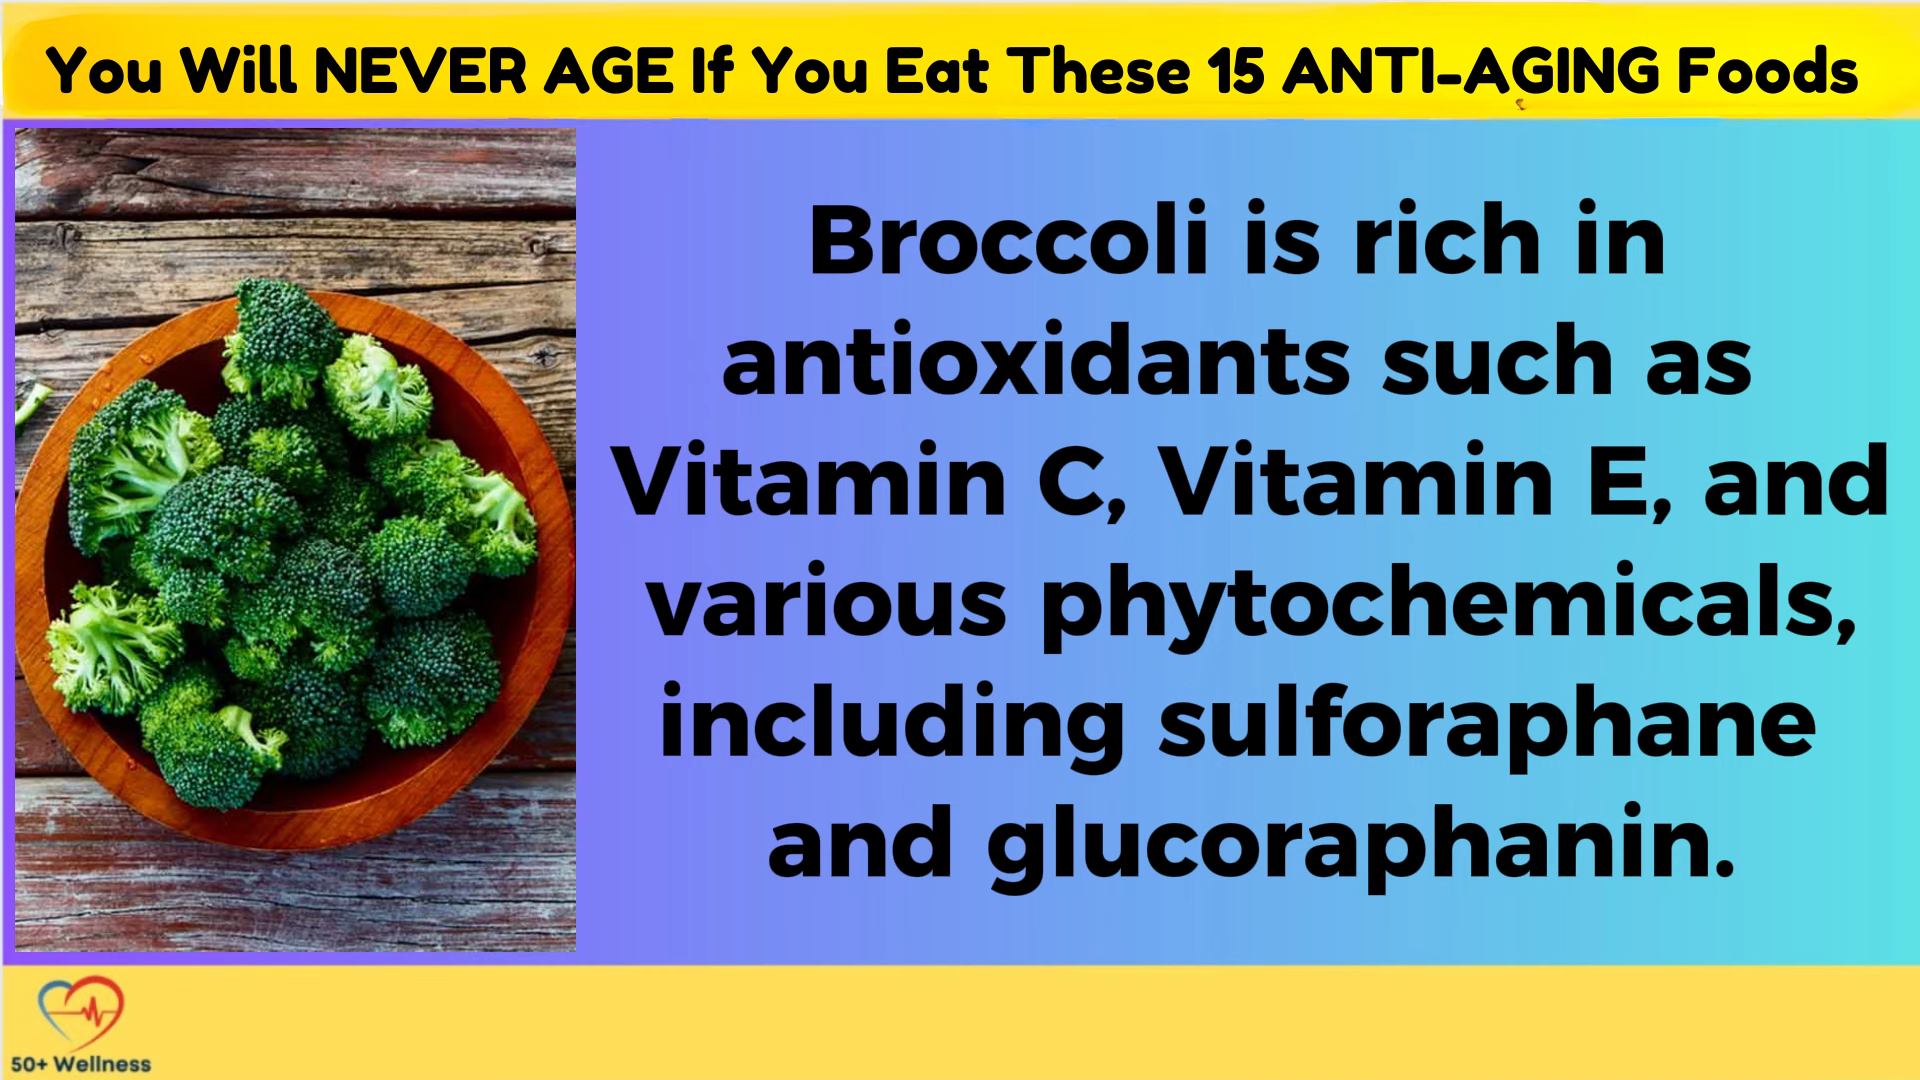 You Will NEVER AGE If You Eat These 15 ANTI-AGING Foods
Broccoli is rich in
antioxidants such as
Vitamin C, Vitamin E, and
various phytochemicals,
including sulforaphane
and glucoraphanin.
50+ Wellness